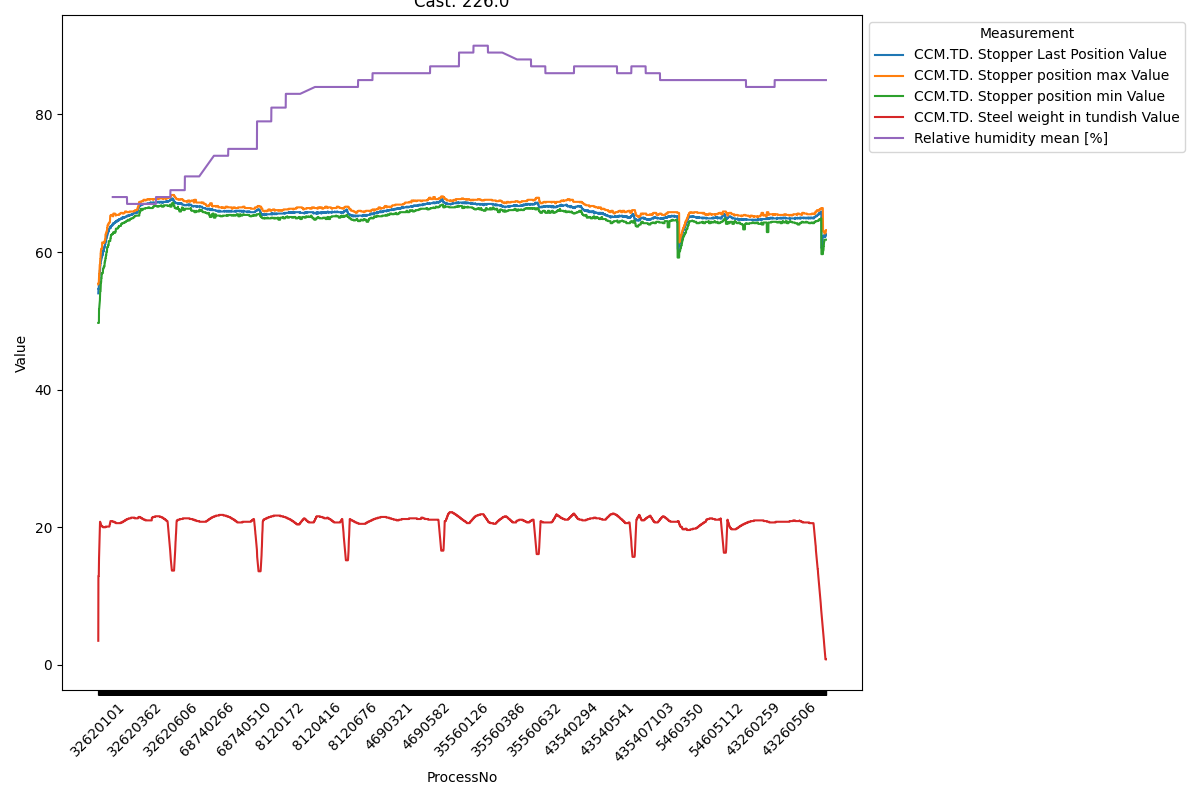 Cast: 226.0
Measurement
CCM.TD. Stopper Last Position Value
CCM.TD. Stopper position max Value
CCM.TD. Stopper position min Value
CCM.TD. Steel weight in tundish Value
Relative humidity mean [%]
Value
80
60
40
20
0
32620101
32620362
32620606
68740266
68740510
8120172
8120416
8120676
4690321
4690582
35560126
35560386
35560632
43540294
43540541
435407103
5460350
54605112
43260259
43260506
ProcessNo